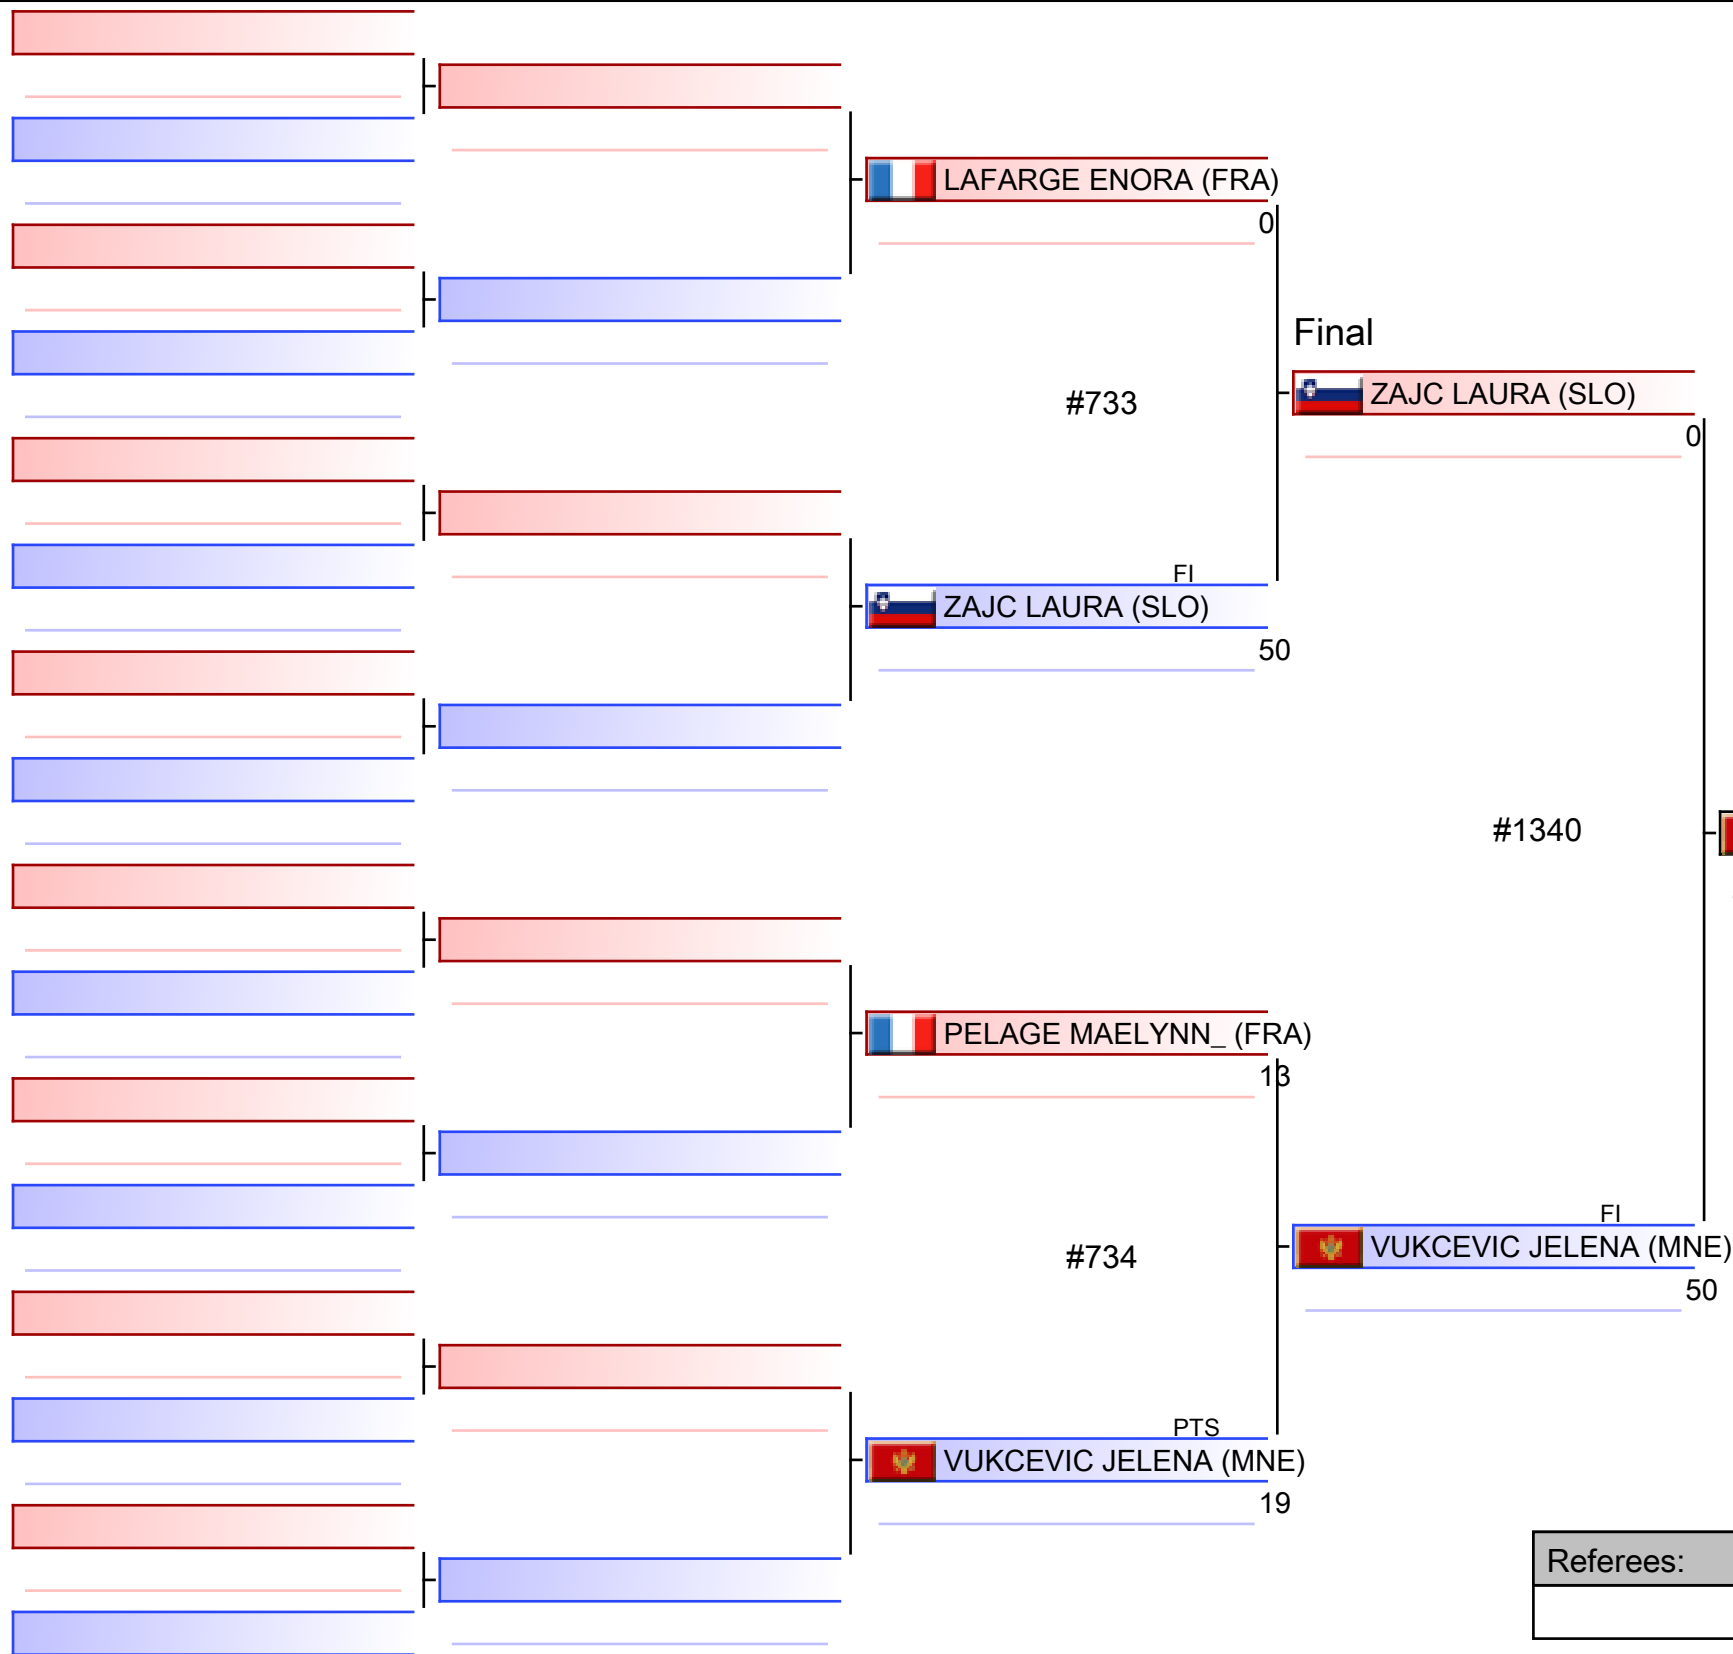 LAFARGE ENORA (FRA)
0
Final
ZAJC LAURA (SLO)
#733
0
FI
ZAJC LAURA (SLO)
50
#1340
PELAGE MAELYNN_ (FRA)
13
FI
VUKCEVIC JELENA (MNE)
#734
50
PTS
VUKCEVIC JELENA (MNE)
19
Referees: